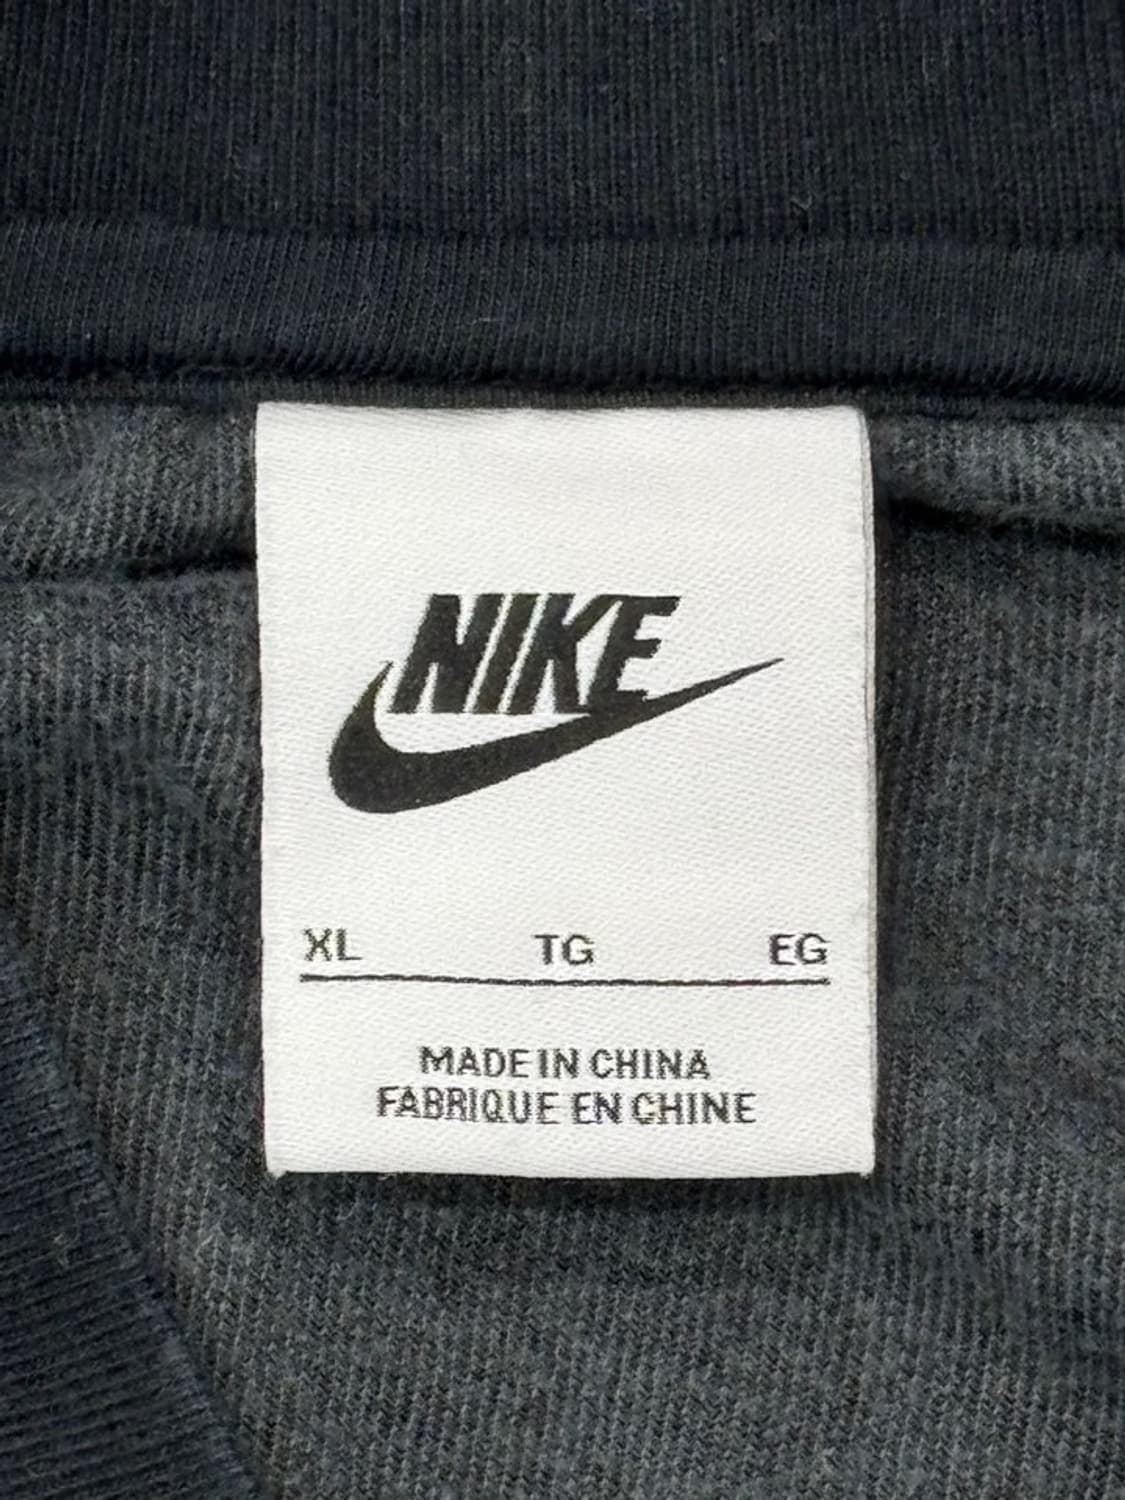 NIKE
XL TG EG
MADE IN CHINA
FABRIQUE EN CHINE